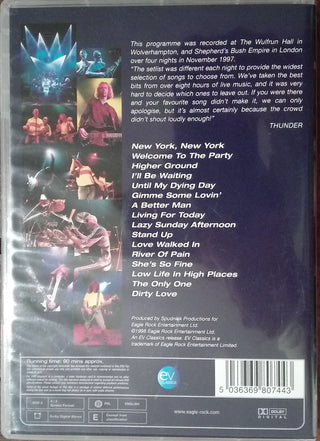 This programme was recorded at The Wulfrun Hall in
Wolverhampton, and Shepherd's Bush Empire in London
over four nights in November 1997.
"The setlist was different each night to provide the widest
selection of songs to choose from. We've taken the best
bits from over eight hours of live music, and it was very
hard to decide which ones to leave out. If you were there
and your favourite song didn't make it, we can only
apologise, but it's almost certainly because the crowd
didn't shout loudly enough!"
THUNDER
New York, New York
Welcome To The Party
Higher Ground
I'll Be Waiting
Until My Dying Day
Gimme Some Lovin'
A Better Man
Living For Today
Lazy Sunday Afternoon
Stand Up
Love Walked In
River Of Pain
She's So Fine
Low Life In High Places
The Only One
Dirty Love
Produced by Spudnik Productions for
Eagle Rock Entertainment Ltd.
©1998 Eagle Rock Entertainment Ltd.
An EV Classics release. EV Classics is a
trademark of Eagle Rock Entertainment Limited.
Running time: 90 mins approx.
ev
CLASSICS
PAL
ENGLISH
E
www.eagle-rock.com
DOLBY
DIGITAL
5 036369 807443